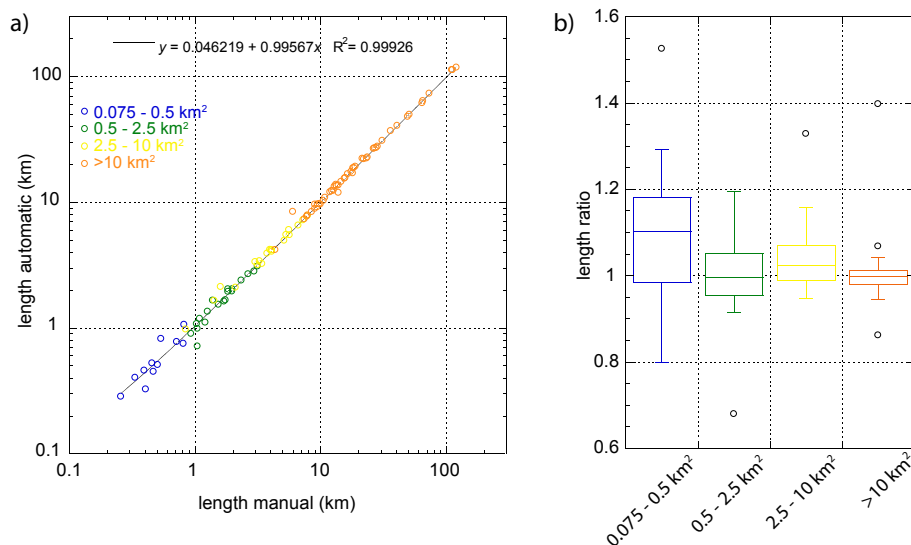 a)
y = 0.046219 + 0.99567x R² = 0.99926
100
10
1
0.1
0.075 - 0.5 km²
0.5 - 2.5 km²
2.5 - 10 km²
>10 km²
length automatic (km)
0.1 1 10 100
length manual (km)
b)
1.6
1.4
1.2
1
0.8
0.6
length ratio
0.075 - 0.5 km²
0.5 - 2.5 km²
2.5 - 10 km²
> 10 km²